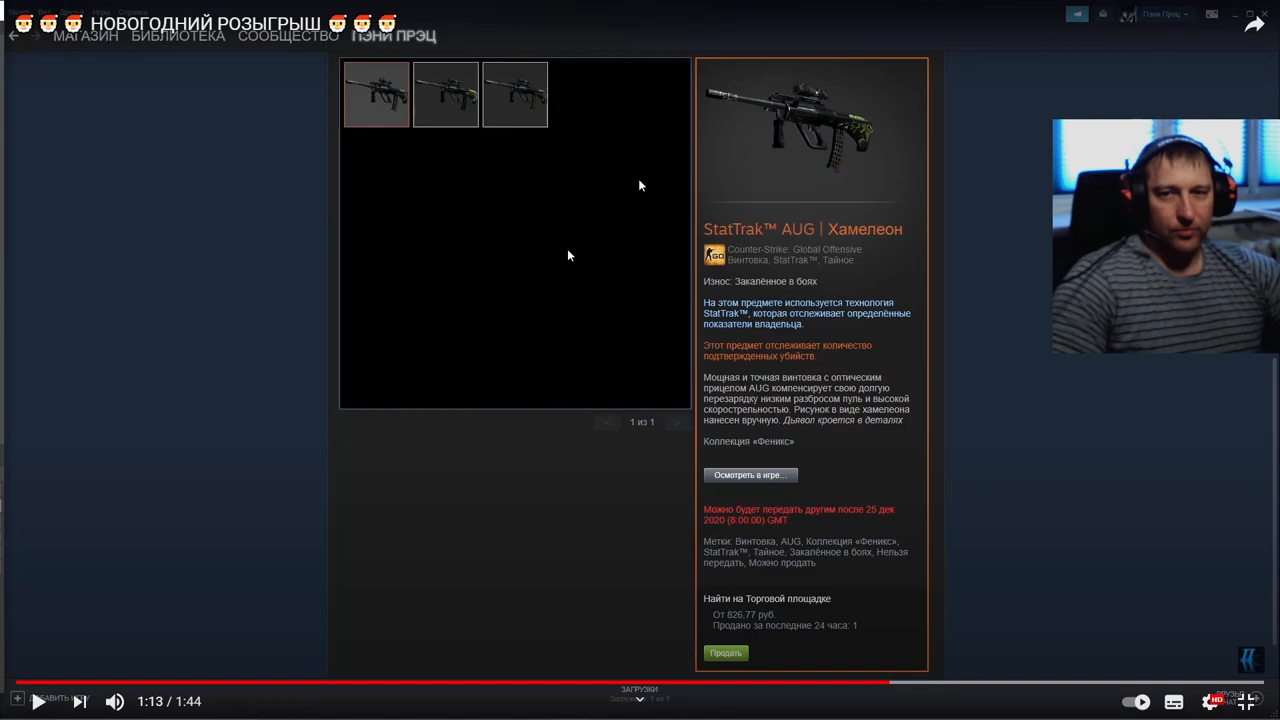 🎅🎅🎅 НОВОГОДНИЙ РОЗЫГРЫШ 🎅🎅🎅
Пэни Прэц
МАГАЗИН БИБЛИОТЕКА СООБЩЕСТВО ПЭНИ ПРЭЦ
StatTrak™ AUG | Хамелеон
GO
Counter-Strike: Global Offensive
Винтовка, StatTrak™, Тайное
Износ: Закалённое в боях
На этом предмете используется технология
StatTrak™, которая отслеживает определённые
показатели владельца.
Этот предмет отслеживает количество
подтвержденных убийств.
Мощная и точная винтовка с оптическим
прицелом AUG компенсирует свою долгую
перезарядку низким разбросом пуль и высокой
скорострельностью. Рисунок в виде хамелеона
нанесен вручную. Дьявол кроется в деталях
Коллекция «Феникс»
< 1 из 1 >
Осмотреть в игре...
Можно будет передать другим после 25 дек
2020 (8:00:00) GMT
Метки: Винтовка, AUG, Коллекция «Феникс»,
StatTrak™, Тайное, Закалённое в боях, Нельзя
передать, Можно продать
Найти на Торговой площадке
От 826,77 руб.
Продано за последние 24 часа: 1
Продать
ЗАГРУЗКИ
1:13 / 1:44
HD